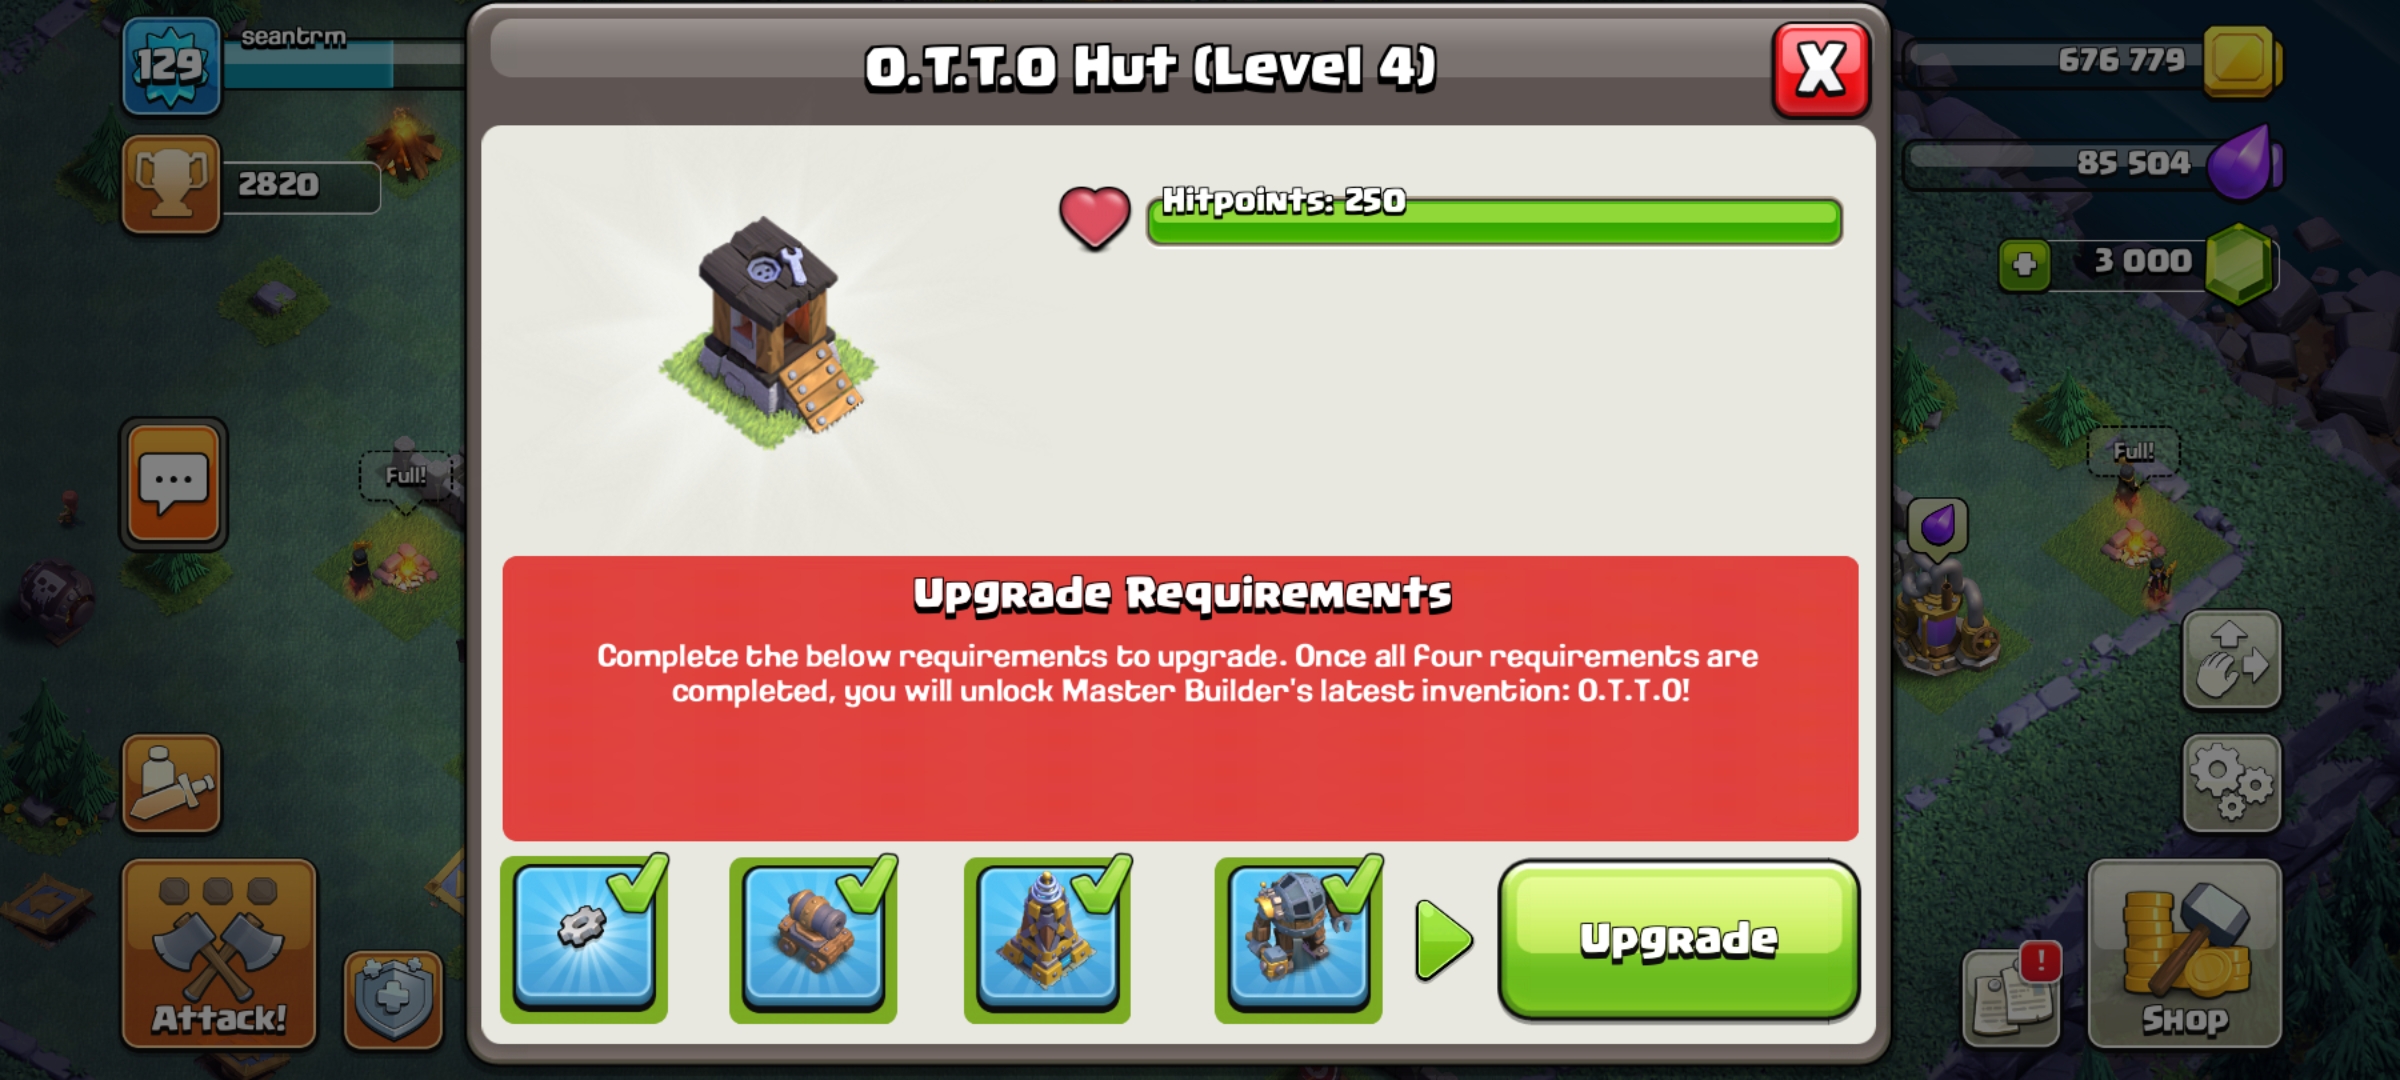 129
seantrm
O.T.T.O Hut (Level 4)
X
676 779
2820
Hitpoints: 250
85 504
3 000
Full!
Full!
Upgrade Requirements
Complete the below requirements to upgrade. Once all four requirements are
completed, you will unlock Master Builder's latest invention: O.T.T.O!
Upgrade
!
Attack!
Shop